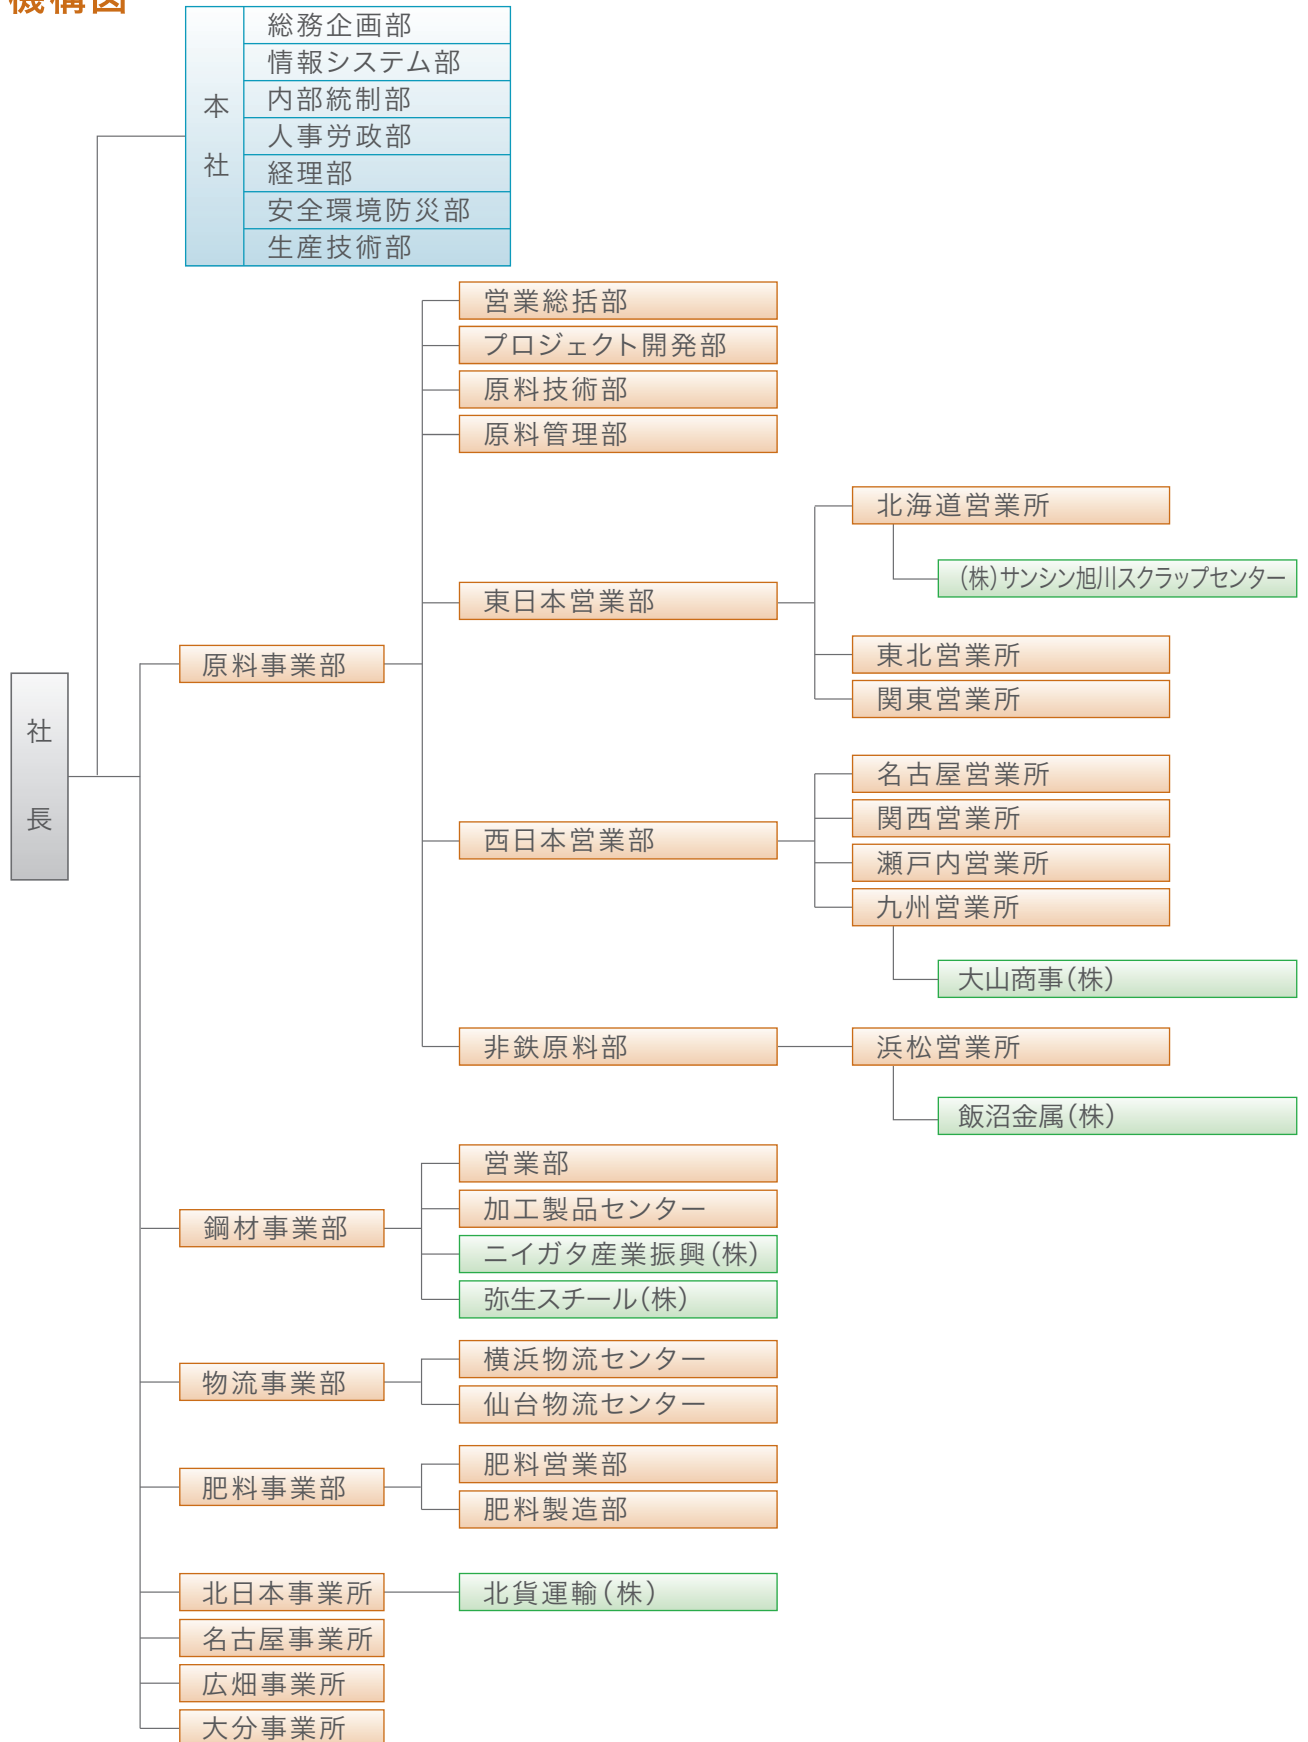 機構図
本社
総務企画部
情報システム部
内部統制部
人事労政部
経理部
安全環境防災部
生産技術部
社長
原料事業部
営業総括部
プロジェクト開発部
原料技術部
原料管理部
東日本営業部
北海道営業所
(株)サンシン旭川スクラップセンター
東北営業所
関東営業所
西日本営業部
名古屋営業所
関西営業所
瀬戸内営業所
九州営業所
大山商事(株)
非鉄原料部
浜松営業所
飯沼金属(株)
鋼材事業部
営業部
加工製品センター
ニイガタ産業振興(株)
弥生スチール(株)
物流事業部
横浜物流センター
仙台物流センター
肥料事業部
肥料営業部
肥料製造部
北日本事業所
北貨運輸(株)
名古屋事業所
広畑事業所
大分事業所